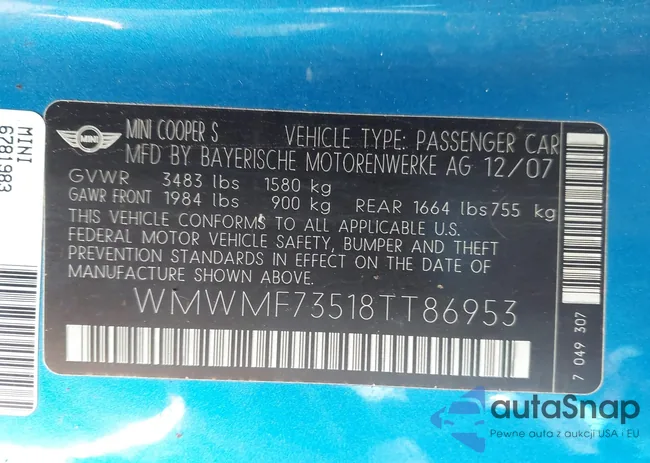 MINI
6781983
MINI
MINI COOPER S VEHICLE TYPE: PASSENGER CAR
MFD BY BAYERISCHE MOTORENWERKE AG 12/07
GVWR 3483 lbs 1580 kg
GAWR FRONT 1984 lbs 900 kg REAR 1664 lbs 755 kg
THIS VEHICLE CONFORMS TO ALL APPLICABLE U.S.
FEDERAL MOTOR VEHICLE SAFETY, BUMPER AND THEFT
PREVENTION STANDARDS IN EFFECT ON THE DATE OF
MANUFACTURE SHOWN ABOVE.
WMWMF73518TT86953
7 049 307
autaSnap
Pewne auta z aukcji USA i EU